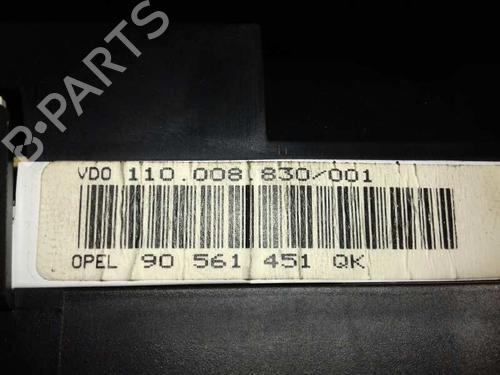 B-PARTS
VDO 110.008.830/001
OPEL 90 561 451 QK